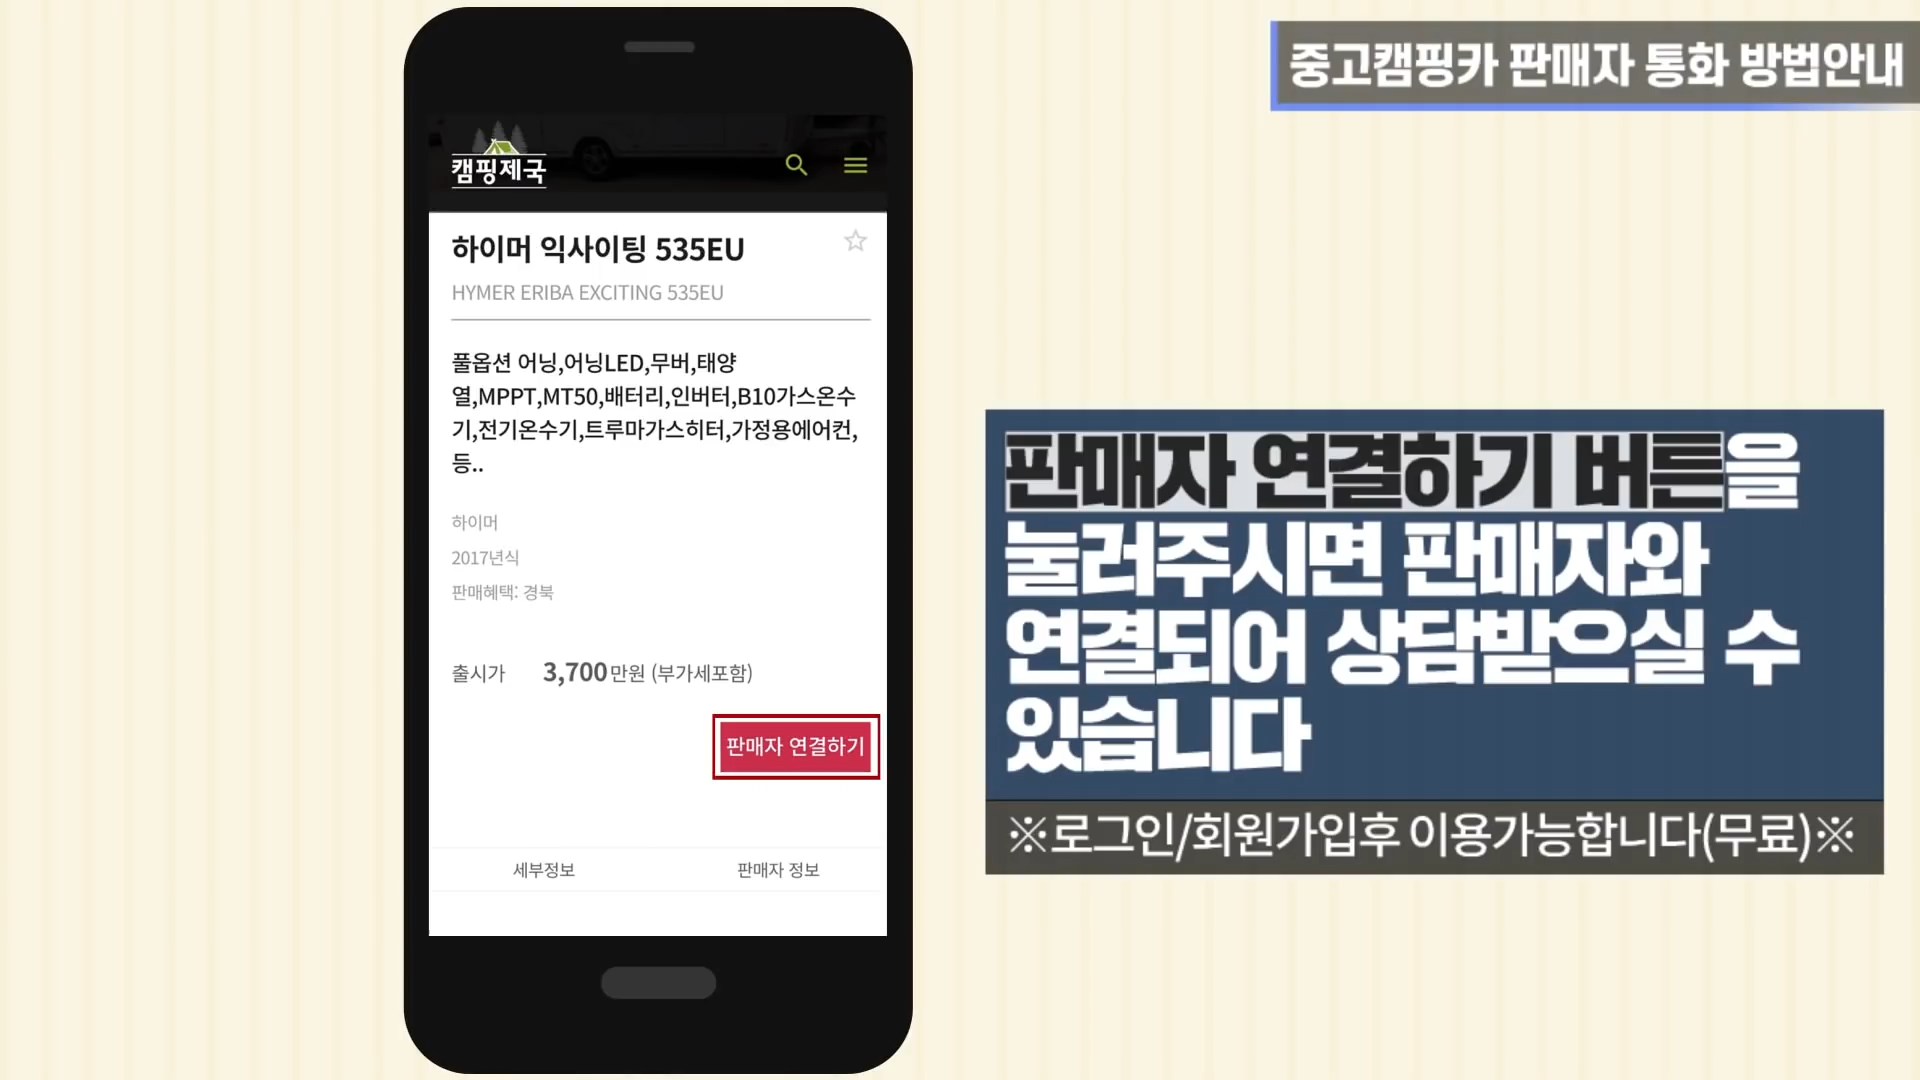 중고캠핑카 판매자 통화 방법안내
캠핑제국
하이머 익사이팅 535EU
HYMER ERIBA EXCITING 535EU
풀옵션 어닝,어닝LED,무버,태양
열,MPPT,MT50,배터리,인버터,B10가스온수
기,전기온수기,트루마가스히터,가정용에어컨,
등..
하이머
2017년식
판매혜택: 경북
출시가 3,700만원 (부가세포함)
판매자 연결하기
세부정보 판매자 정보
판매자 연결하기 버튼을
눌러주시면 판매자와
연결되어 상담받으실 수
있습니다
※로그인/회원가입후 이용가능합니다(무료)※